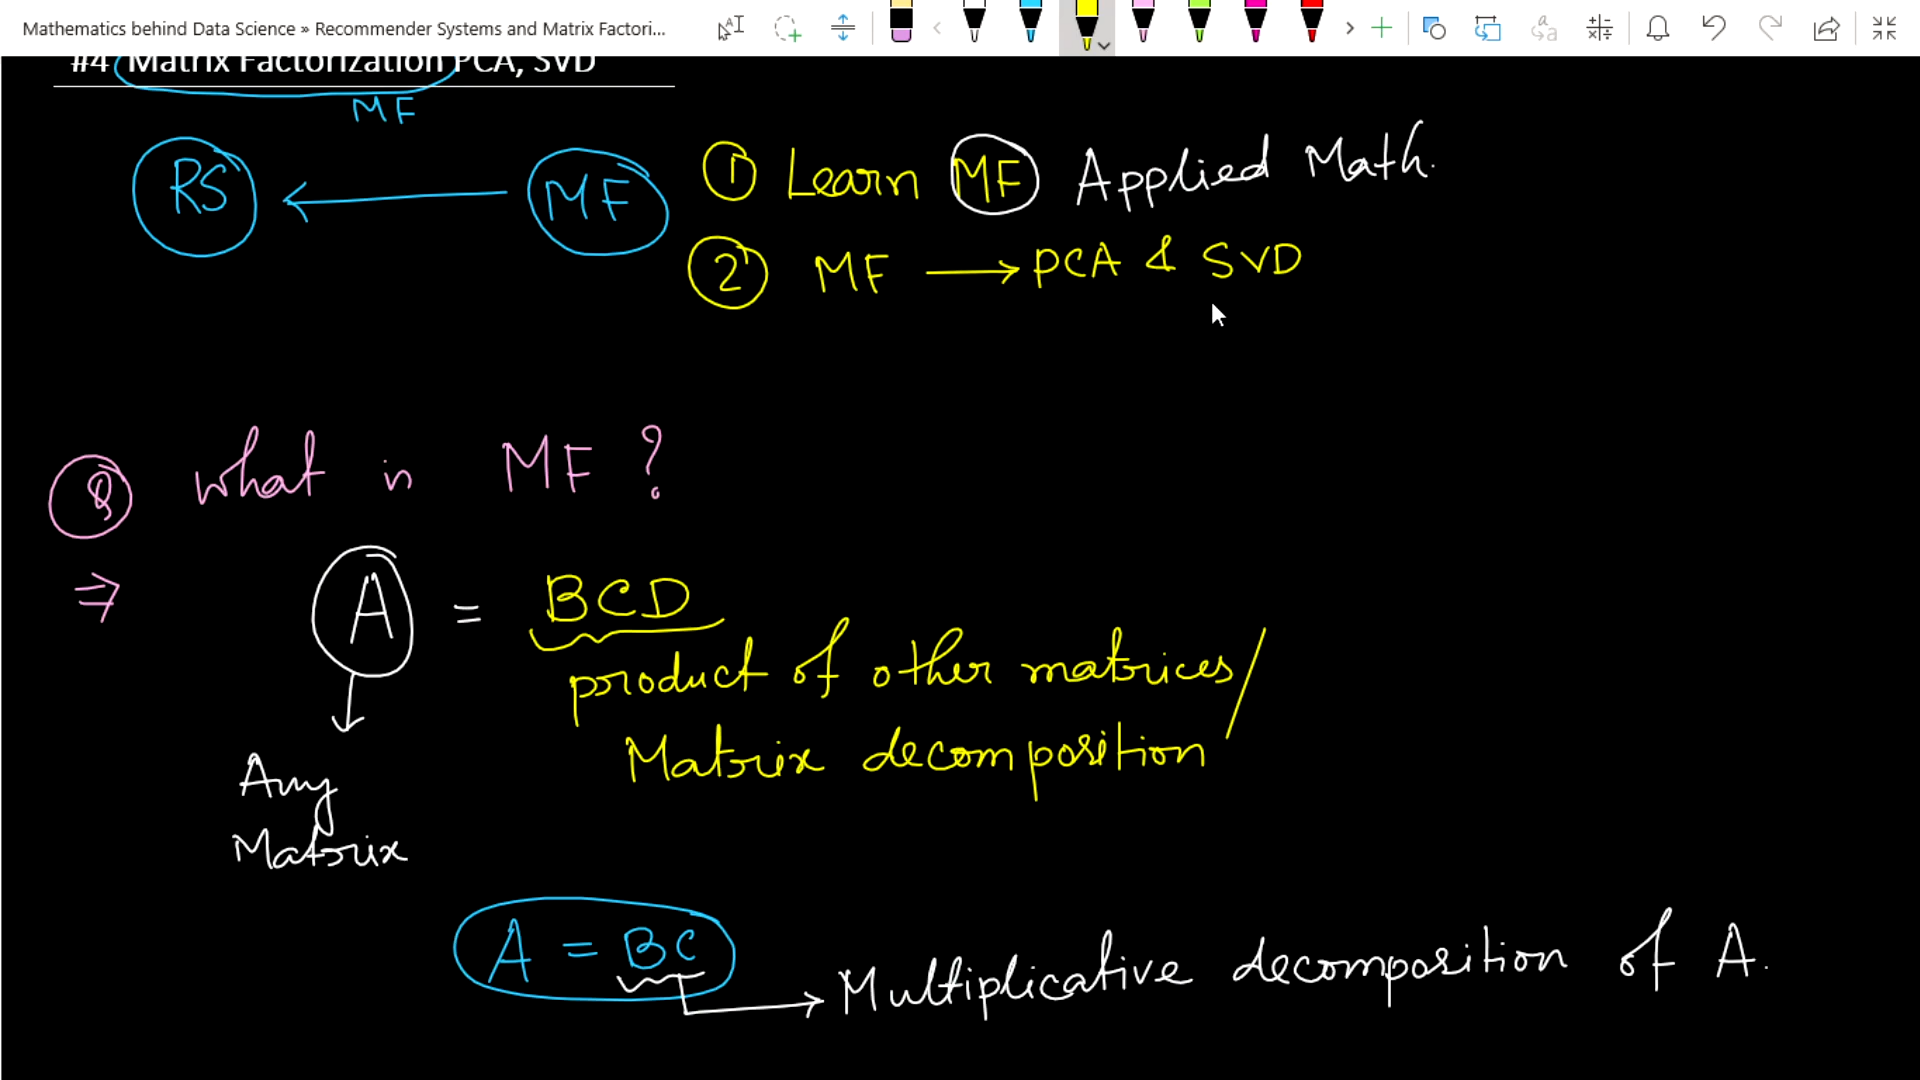 Mathematics behind Data Science » Recommender Systems and Matrix Factori...
#4 Matrix Factorization PCA, SVD
MF
RS ← MF
① Learn MF Applied Math.
② MF → PCA & SVD
Q What is MF?
⇒ A = BCD
product of other matrices/
Matrix decomposition
Any
Matrix
A = BC → Multiplicative decomposition of A.